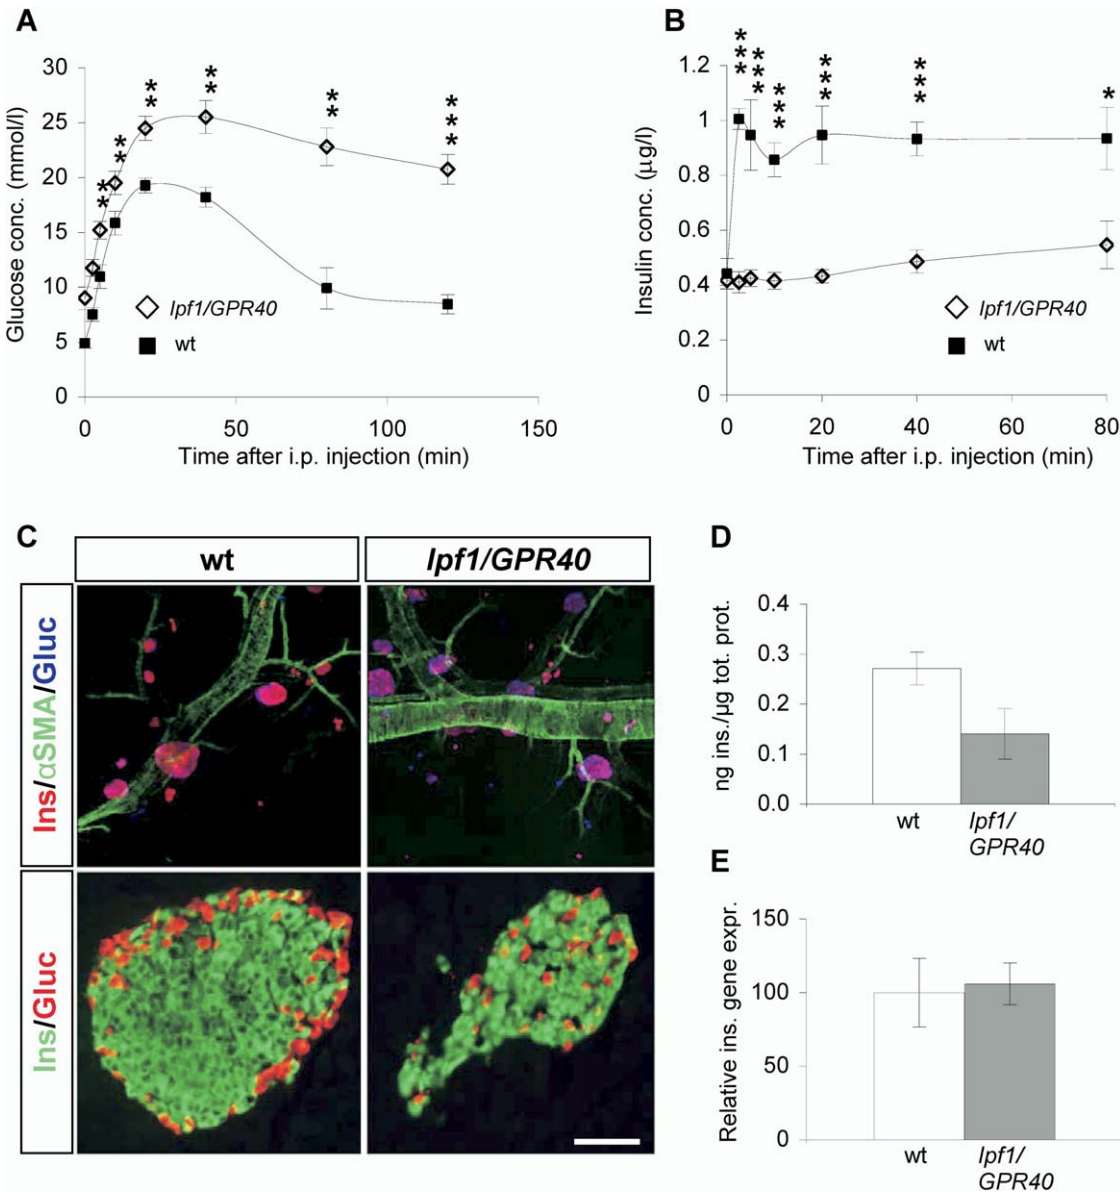 A
30
25
20
15
10
5
0
Glucose conc. (mmol/l)
**
**
**
**
**
***
Ipf1/GPR40
wt
0
50
100
150
Time after i.p. injection (min)
B
1.2
1
0.8
0.6
0.4
0.2
0
Insulin conc. (µg/l)
***
***
***
***
***
*
Ipf1/GPR40
wt
0
20
40
60
80
Time after i.p. injection (min)
C
wt
Ipf1/GPR40
Ins/αSMA/Gluc
Ins/Gluc
D
0.4
0.3
0.2
0.1
0.0
ng ins./µg tot. prot.
wt
Ipf1/
GPR40
E
150
100
50
0
Relative ins. gene expr.
wt
Ipf1/
GPR40